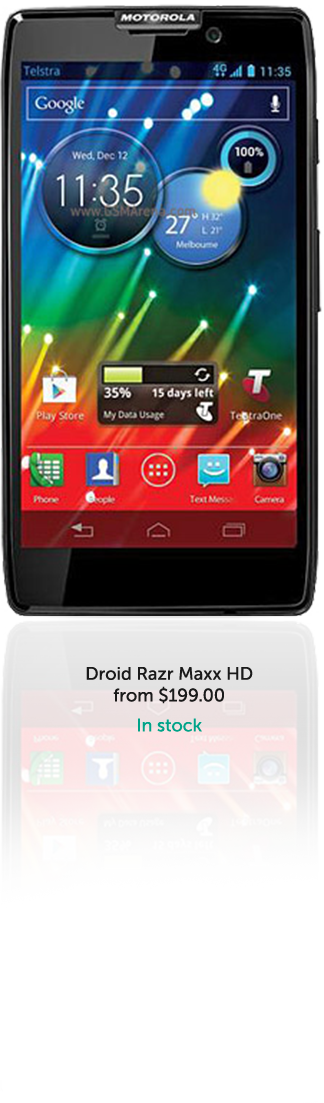 MOTOROLA
Telstra 4G 11:35
Google
Wed, Dec 12
11:35
100%
www.GSMArena.com
27° H 32°
L 21°
Melbourne
35% 15 days left
My Data Usage
Play Store
TelstraOne
Phone
People
Text Mess
Camera
Droid Razr Maxx HD
from $199.00
In stock